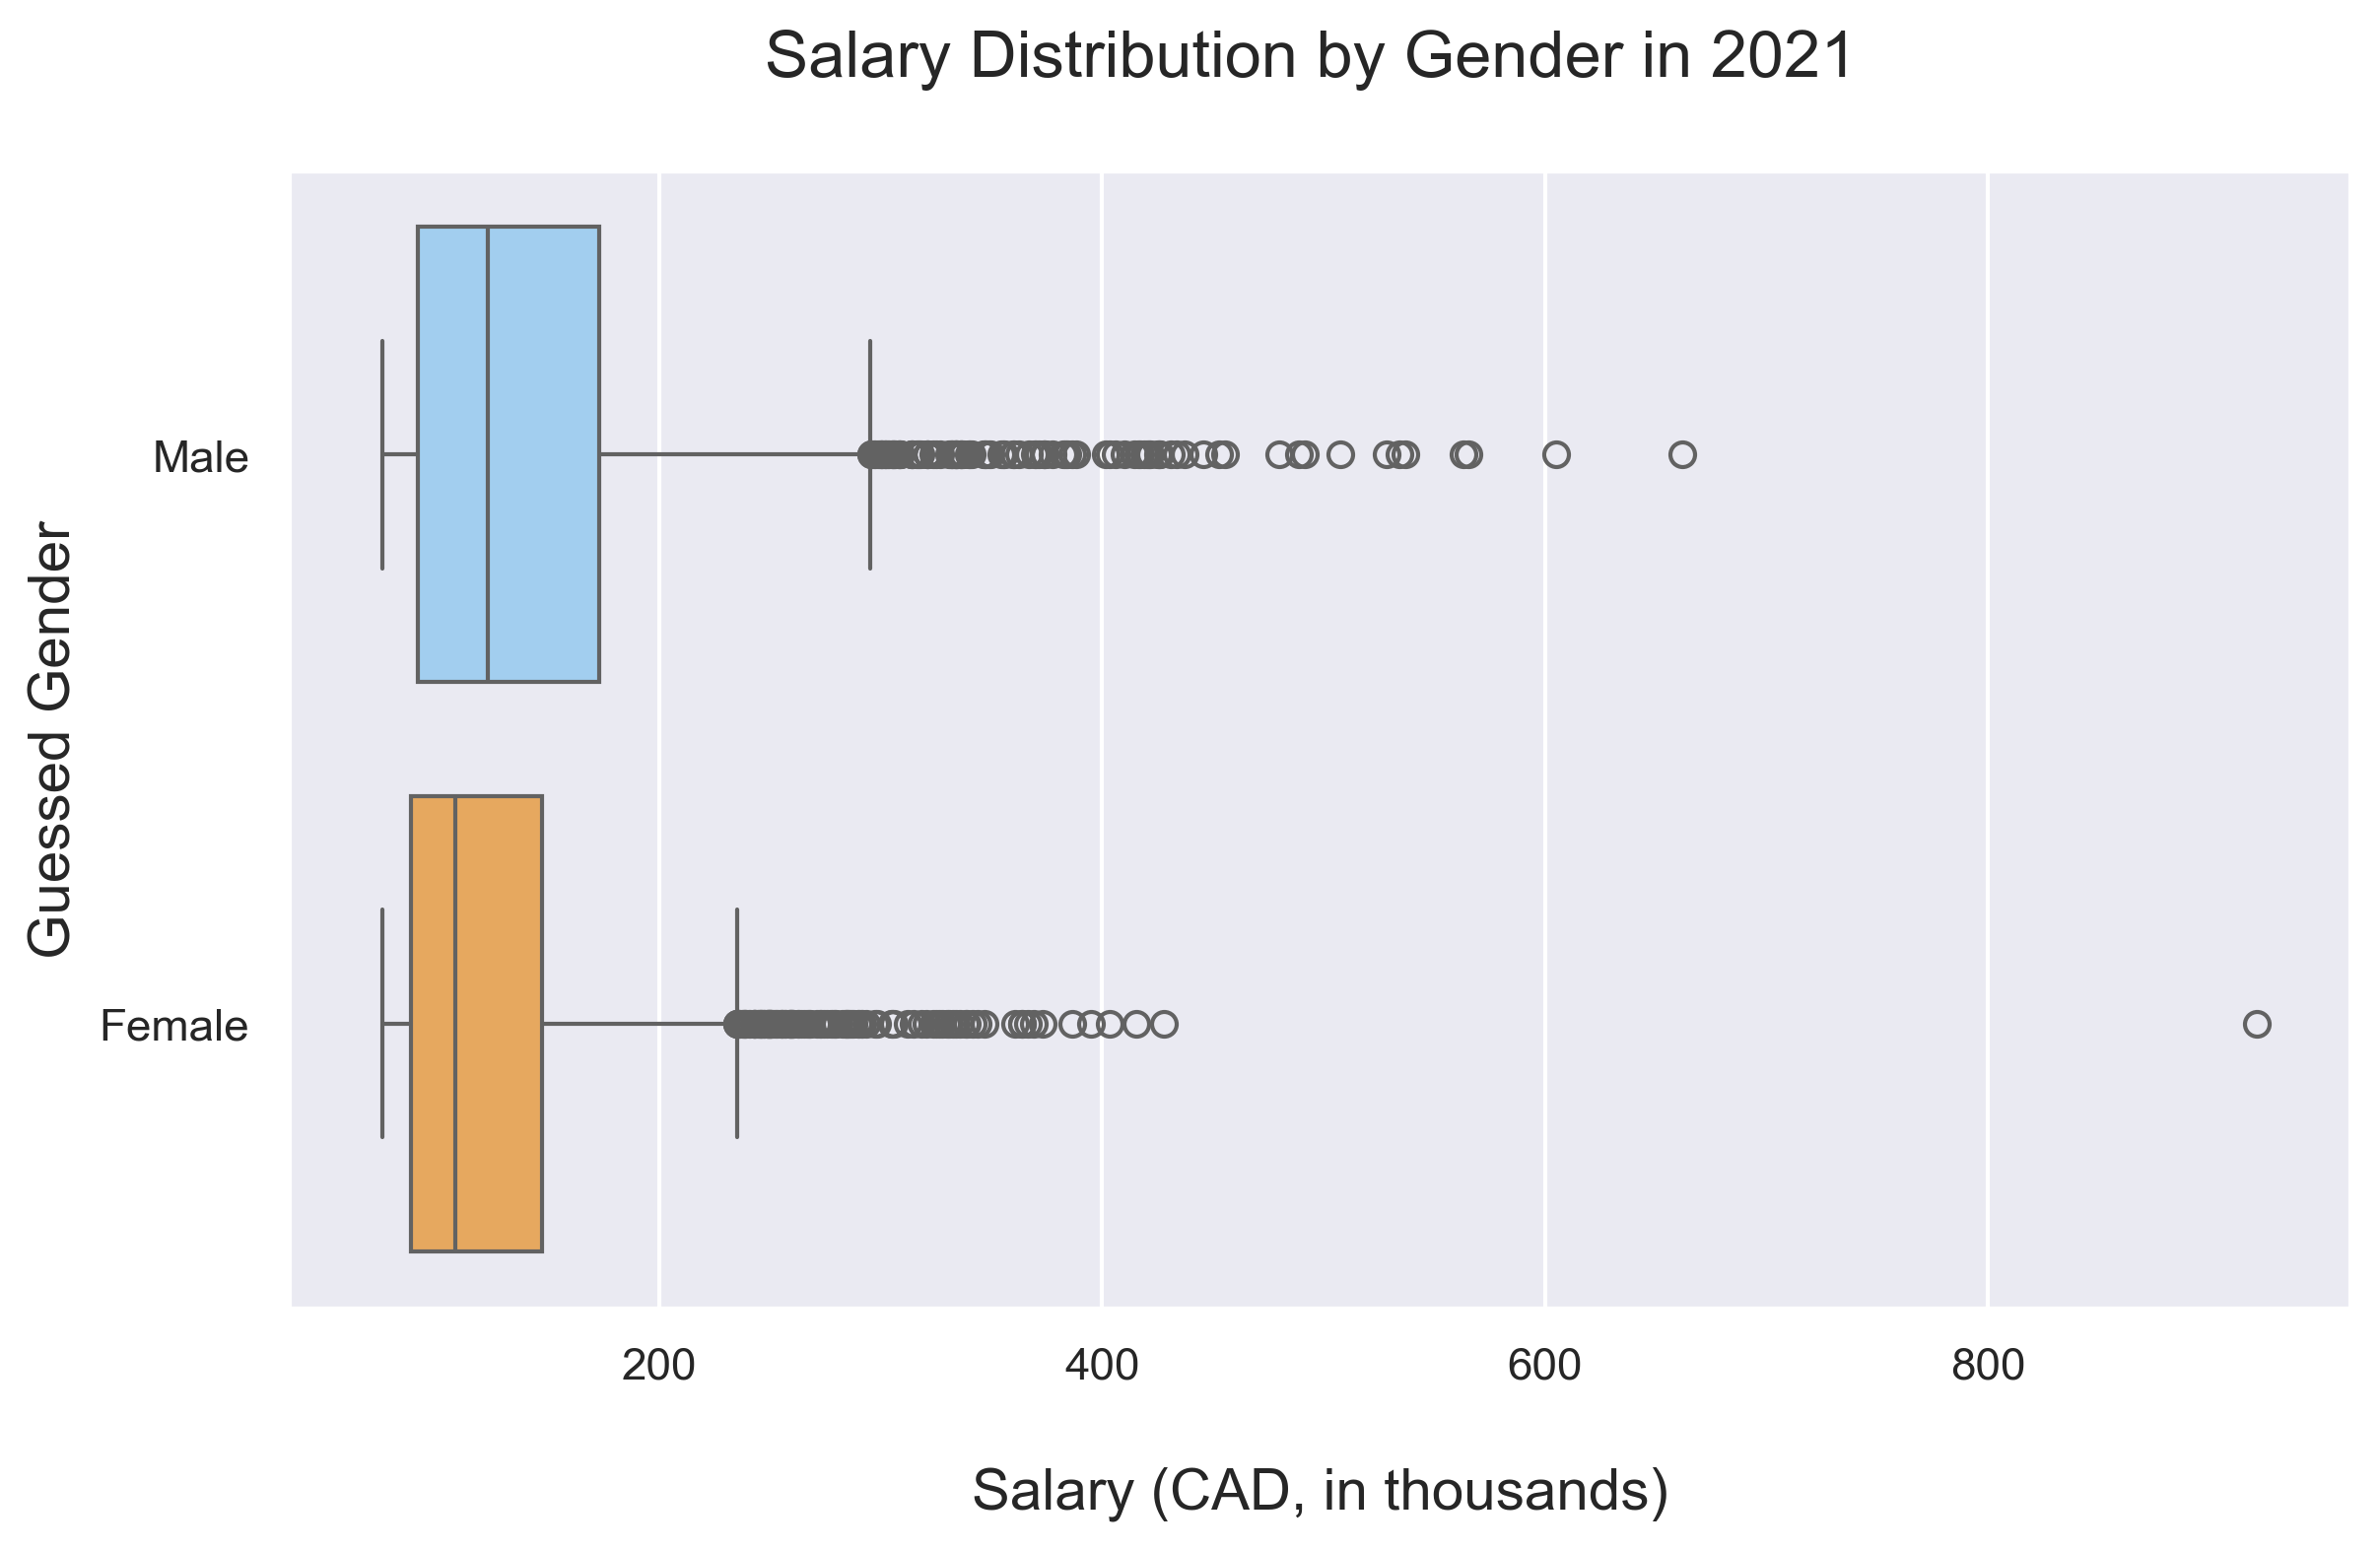 Salary Distribution by Gender in 2021
Guessed Gender
Male
Female
200
400
600
800
Salary (CAD, in thousands)